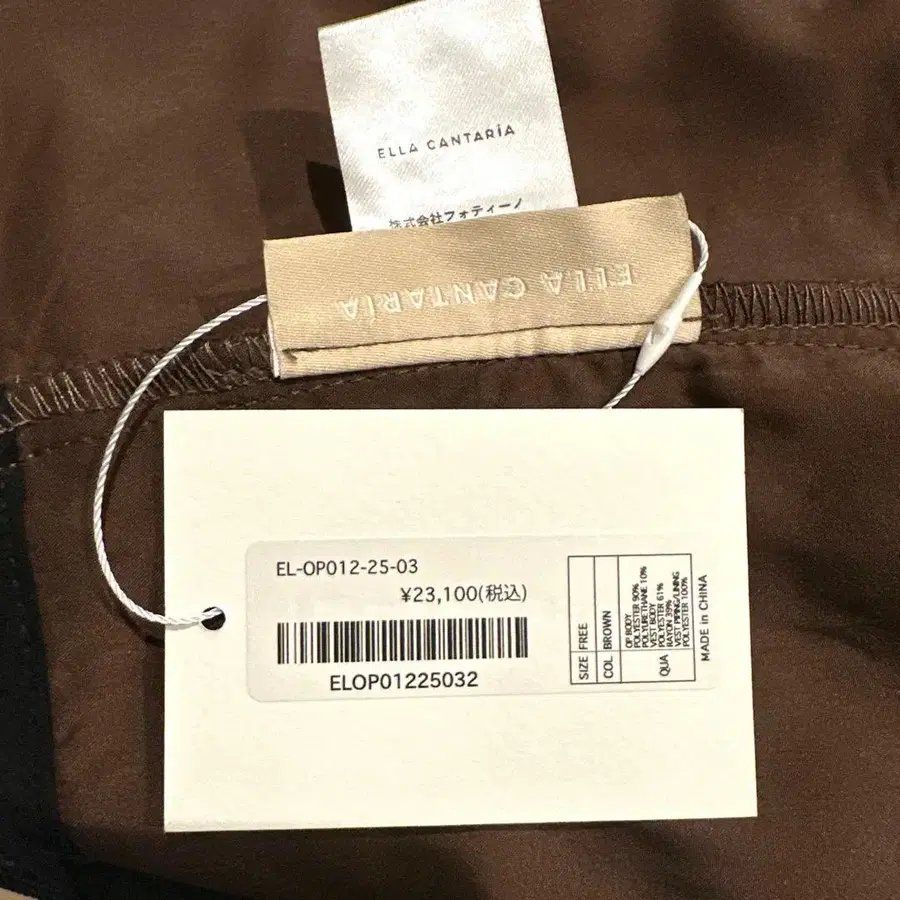 ELLA CANTARÍA
株式会社フォティーノ
ELLA CANTARÍA
EL-OP012-25-03
¥23,100(税込)
ELOP01225032
SIZE FREE
COL BROWN
QUA
OP BODY
POLYESTER 90%
POLYURETHANE 10%
VEST BODY
POLYESTER 61%
RAYON 39%
VEST PIPING/LINING
POLYESTER 100%
MADE in CHINA